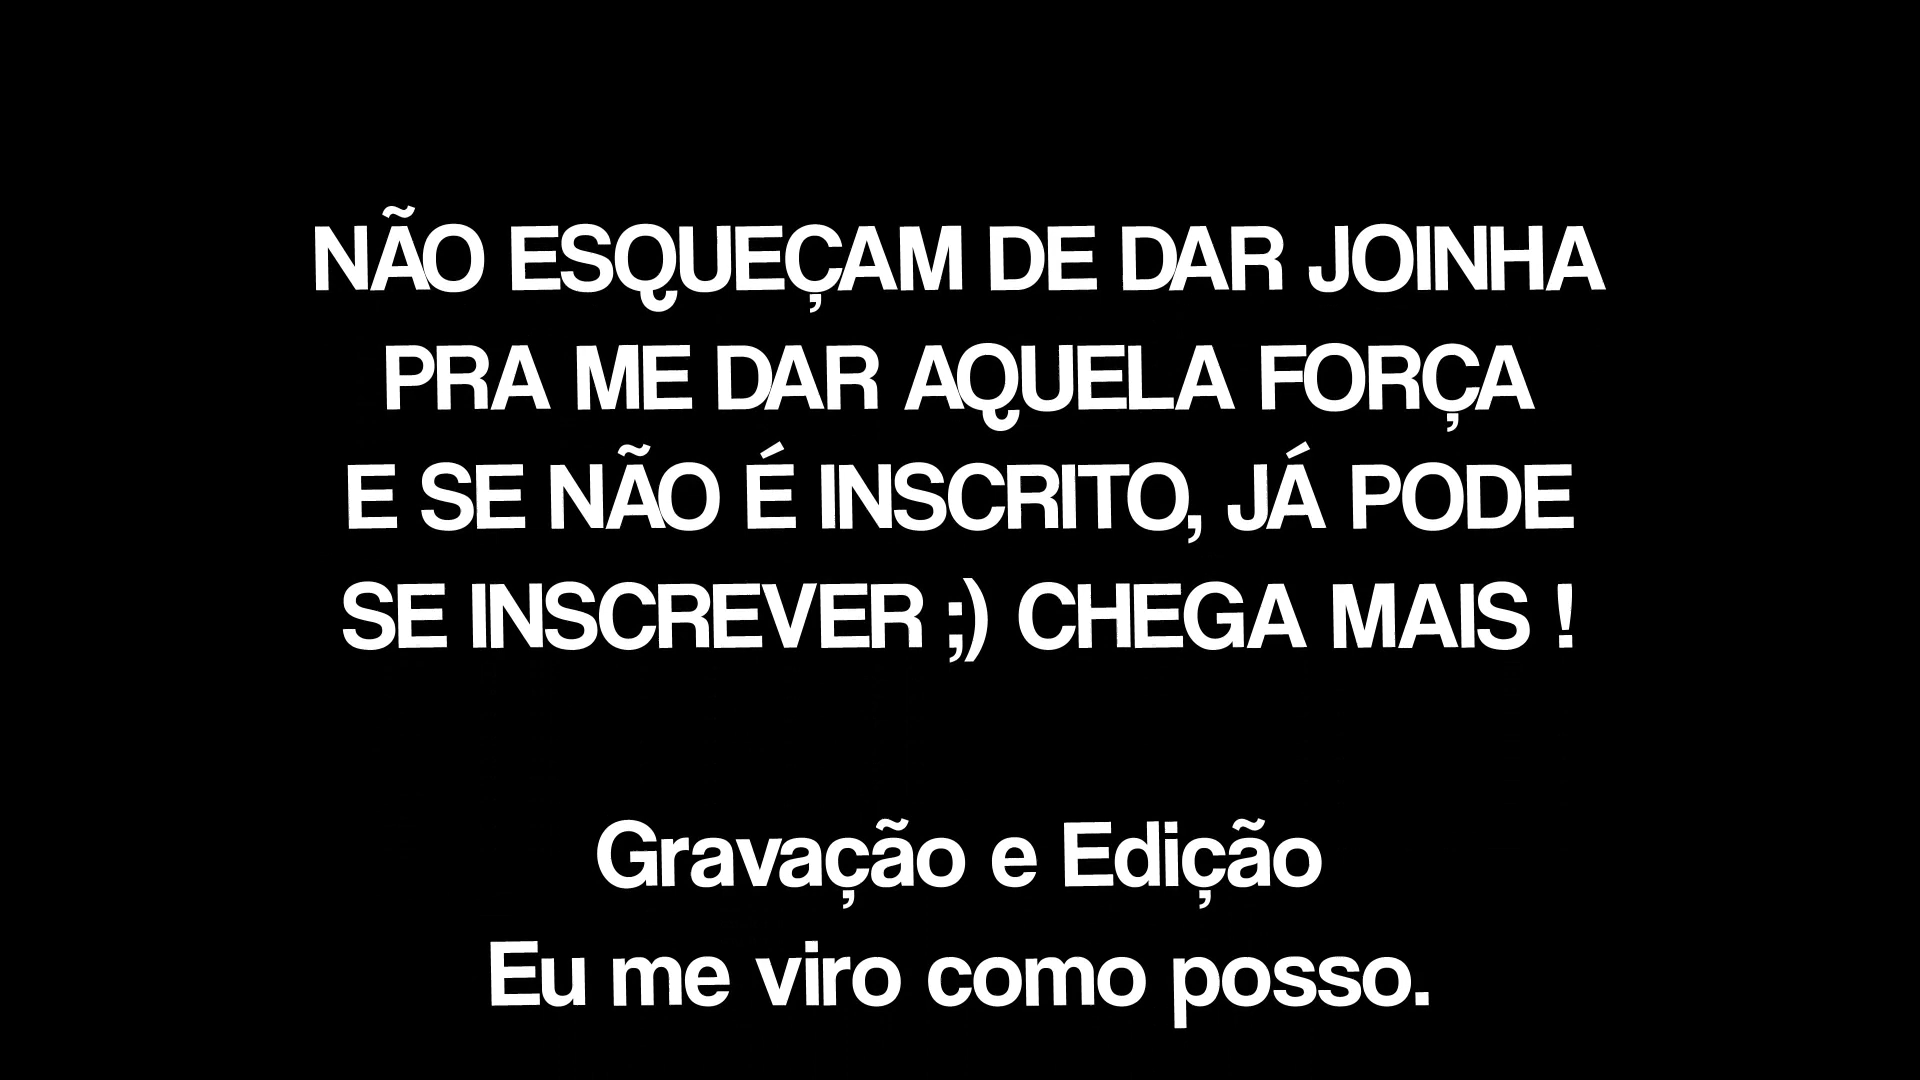 NÃO ESQUEÇAM DE DAR JOINHA
PRA ME DAR AQUELA FORÇA
E SE NÃO É INSCRITO, JÁ PODE
SE INSCREVER ;) CHEGA MAIS !
Gravação e Edição
Eu me viro como posso.